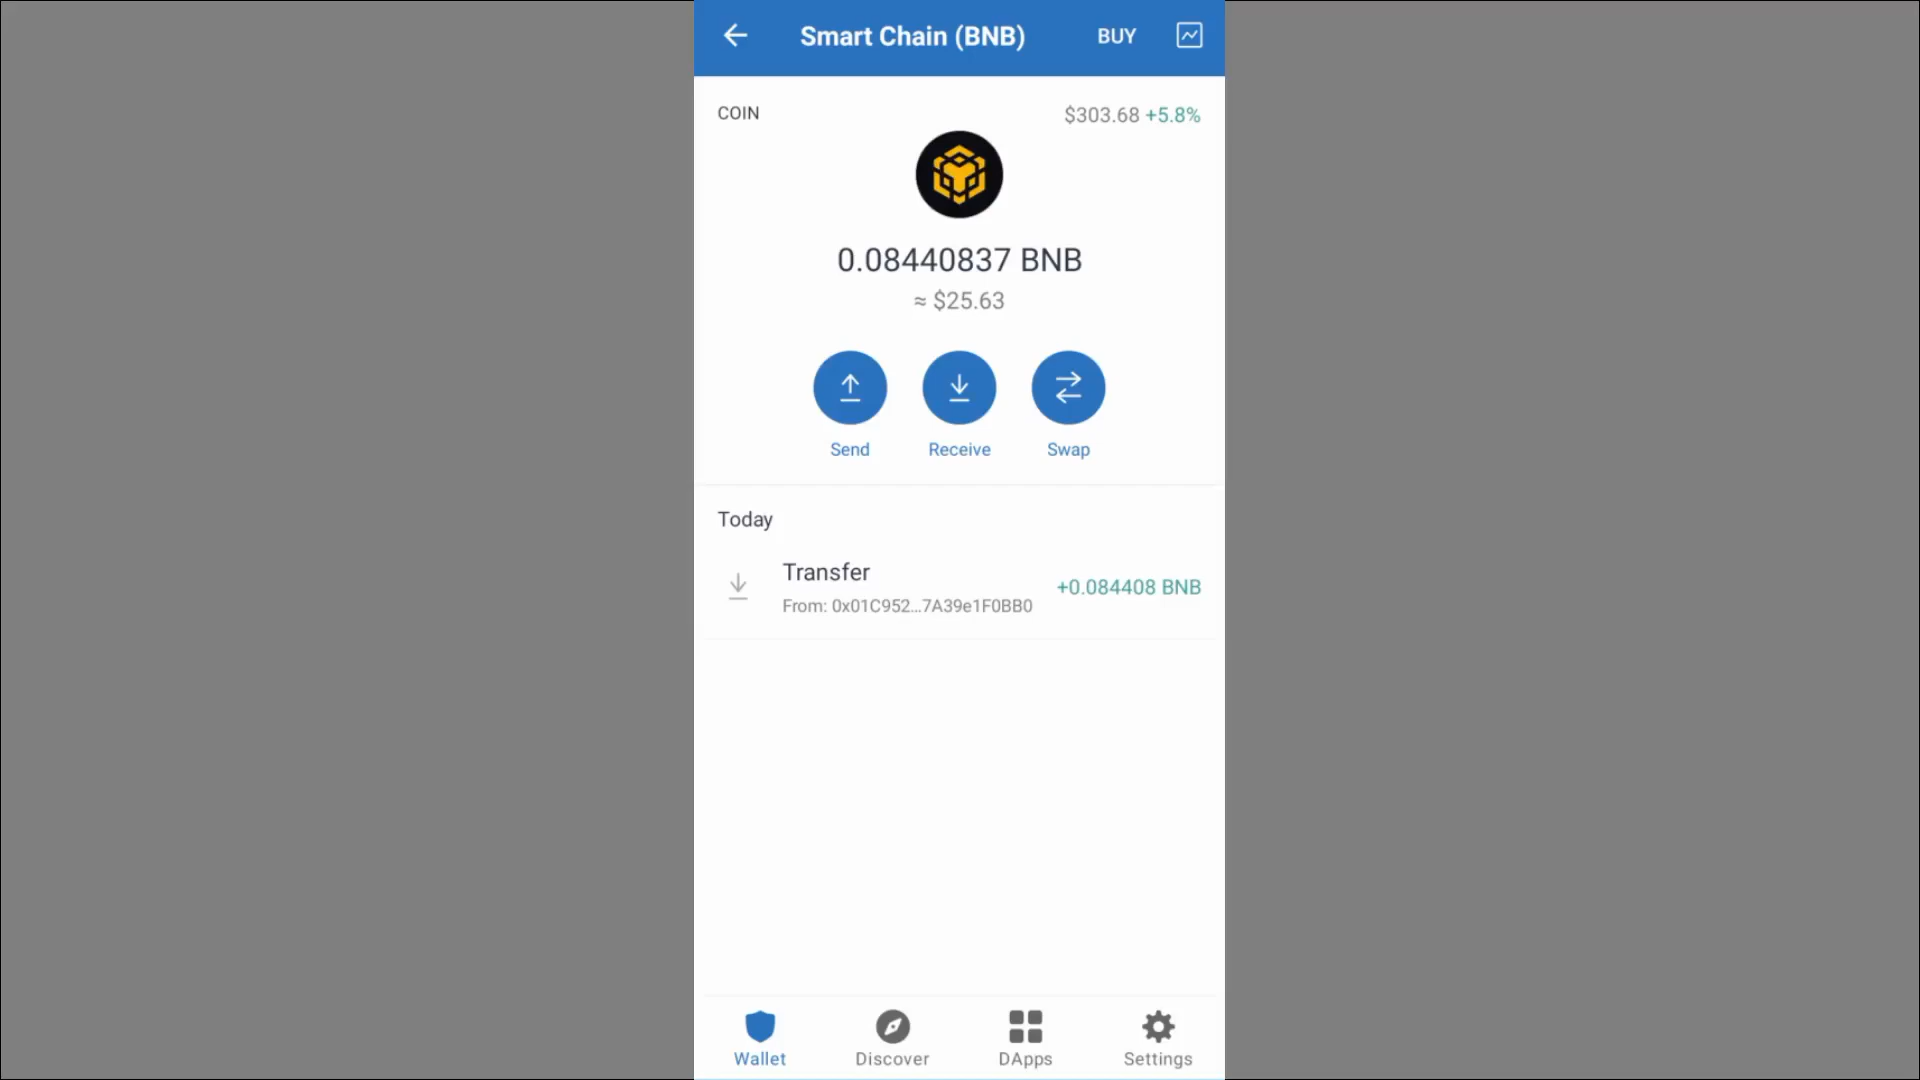 Smart Chain (BNB) BUY
COIN $303.68 +5.8%
0.08440837 BNB
≈ $25.63
Send Receive Swap
Today
Transfer
+0.084408 BNB
From: 0x01C952...7A39e1F0BB0
Wallet Discover DApps Settings